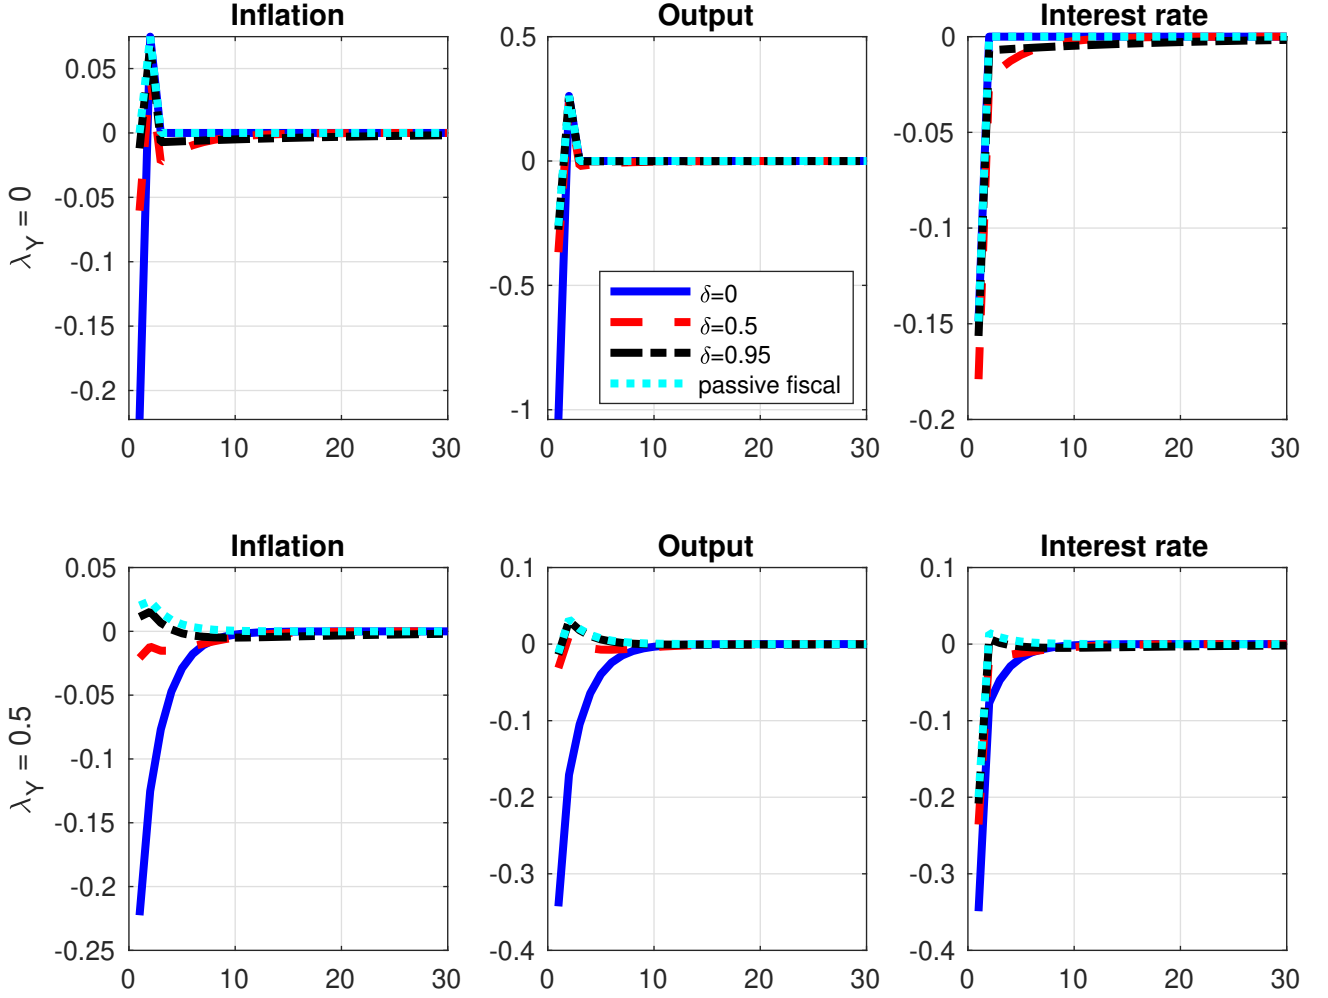 Inflation
Output
Interest rate
λY = 0
0.05
0
-0.05
-0.1
-0.15
-0.2
0 10 20 30
0.5
0
-0.5
-1
0 10 20 30
δ=0
δ=0.5
δ=0.95
passive fiscal
0
-0.05
-0.1
-0.15
-0.2
0 10 20 30
Inflation
Output
Interest rate
λY = 0.5
0.05
0
-0.05
-0.1
-0.15
-0.2
-0.25
0 10 20 30
0.1
0
-0.1
-0.2
-0.3
-0.4
0 10 20 30
0.1
0
-0.1
-0.2
-0.3
-0.4
0 10 20 30